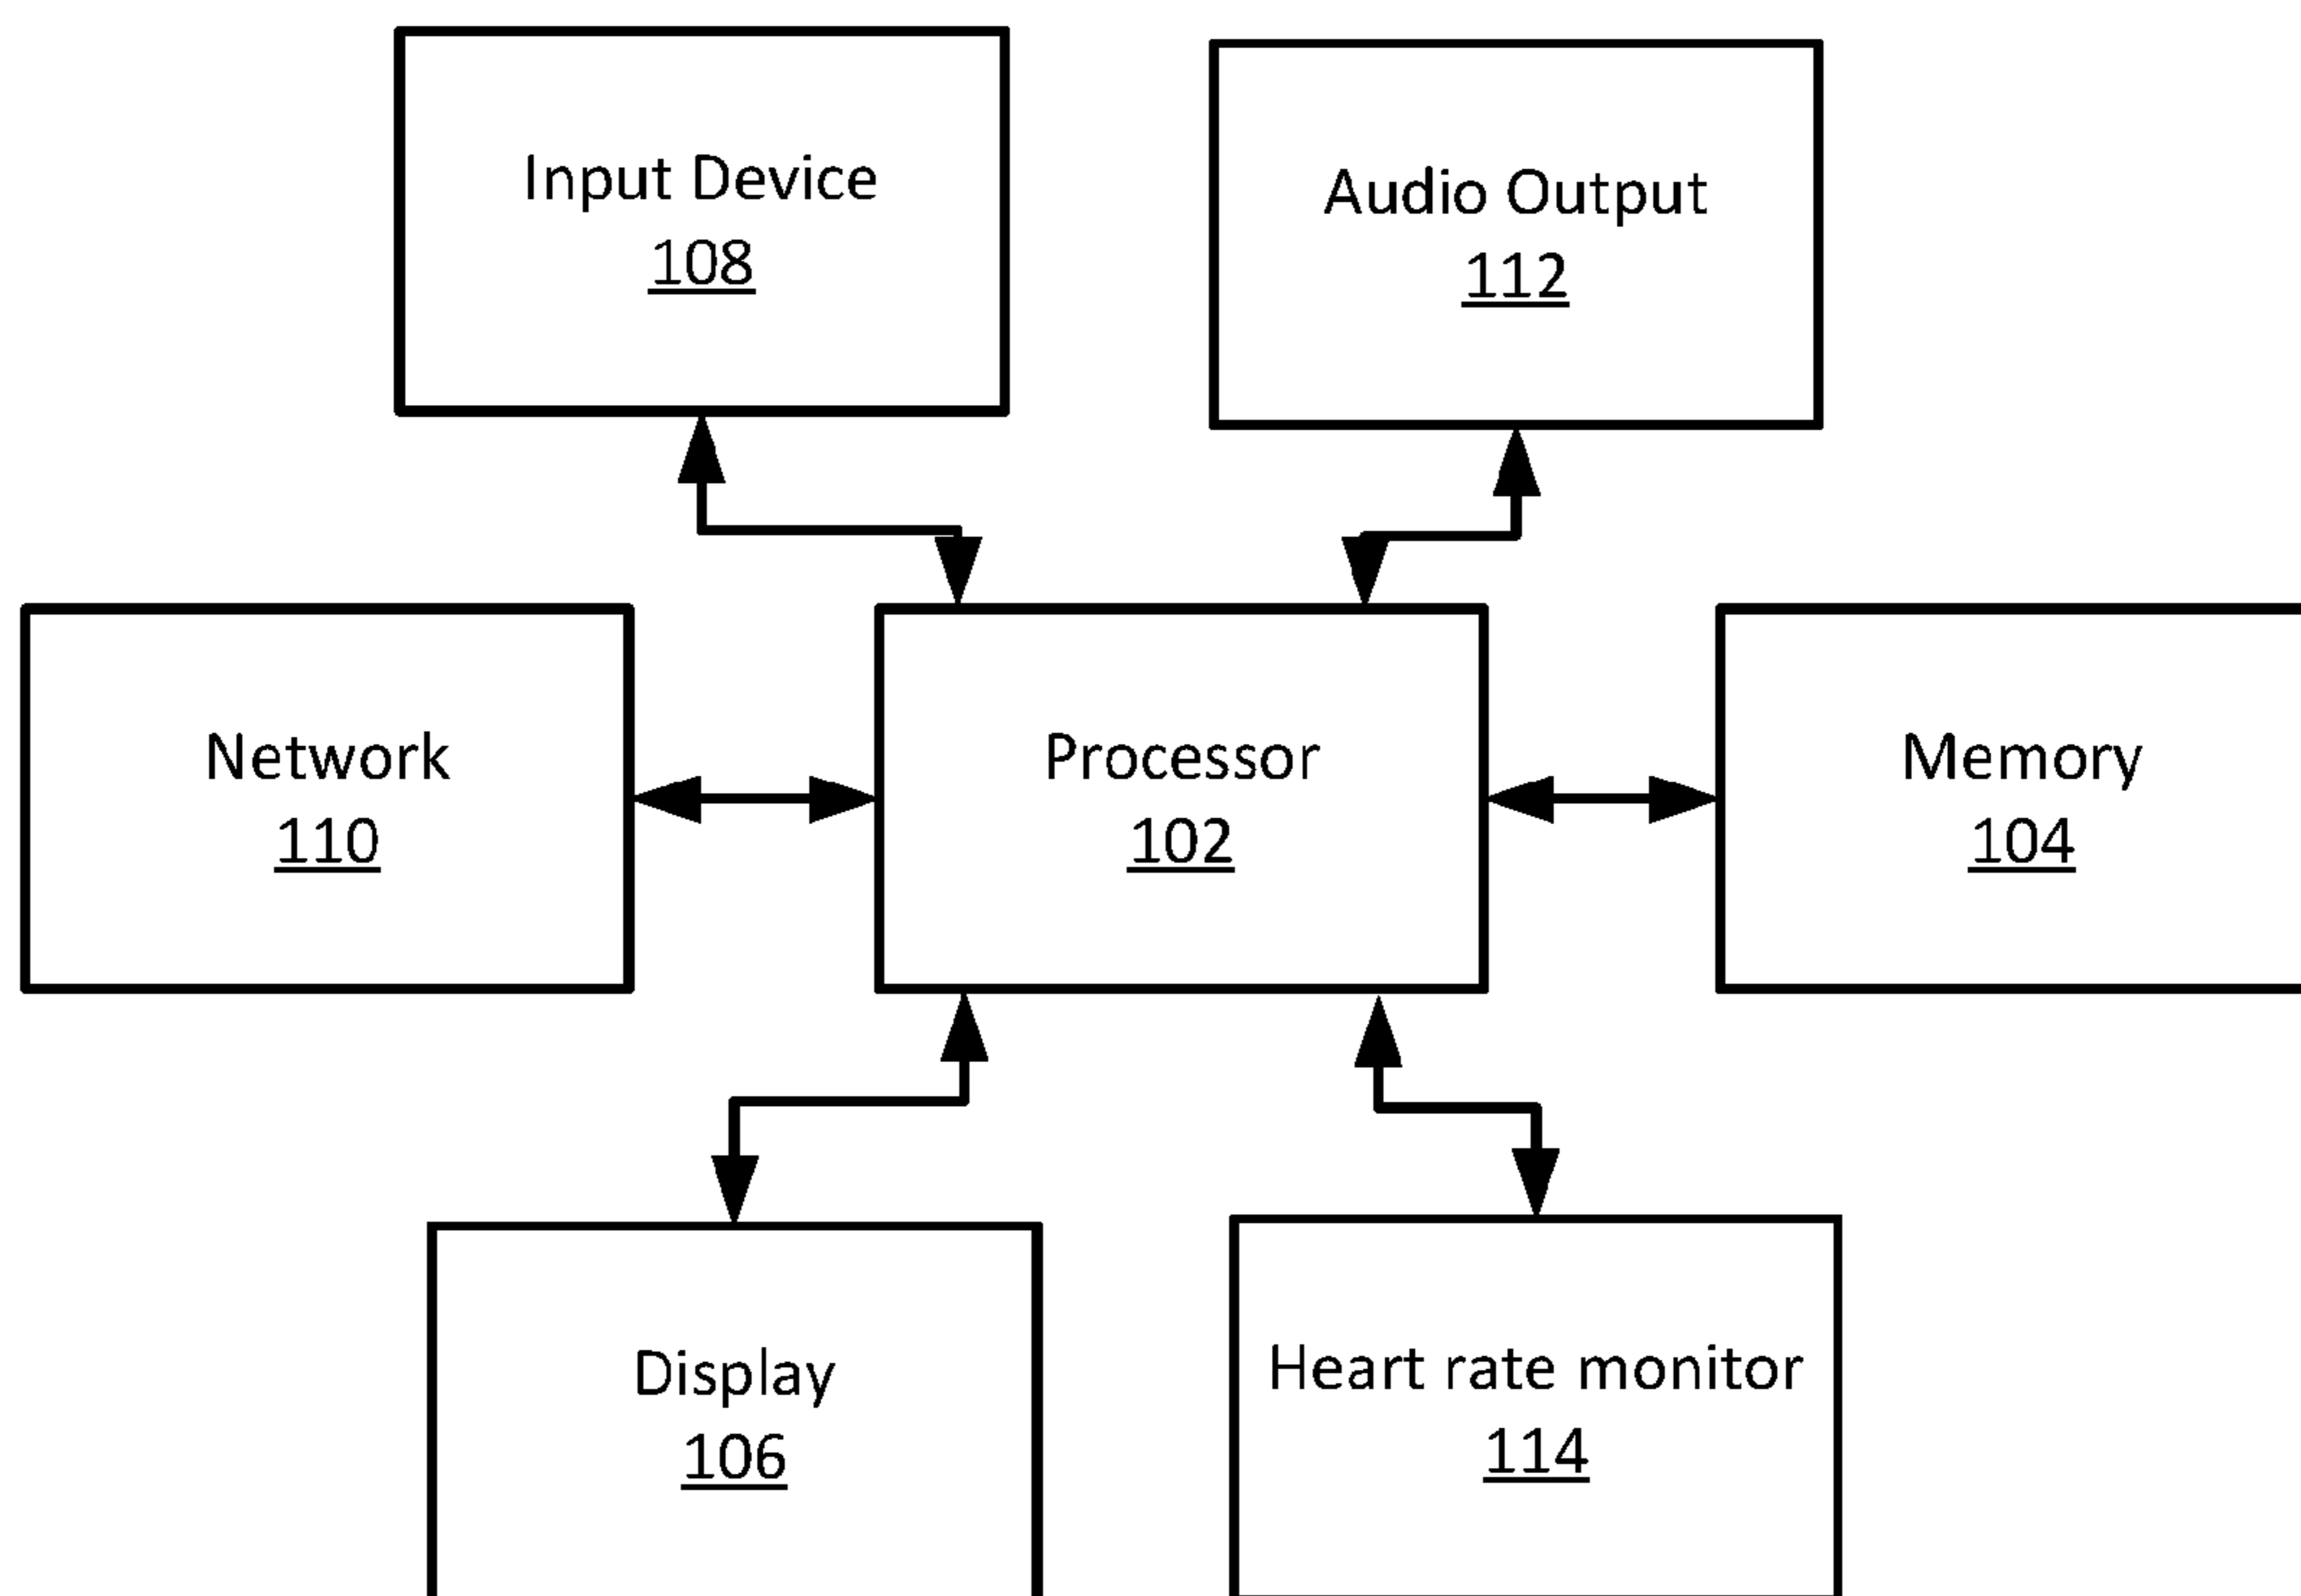 Input Device
108
Audio Output
112
Network
110
Processor
102
Memory
104
Display
106
Heart rate monitor
114